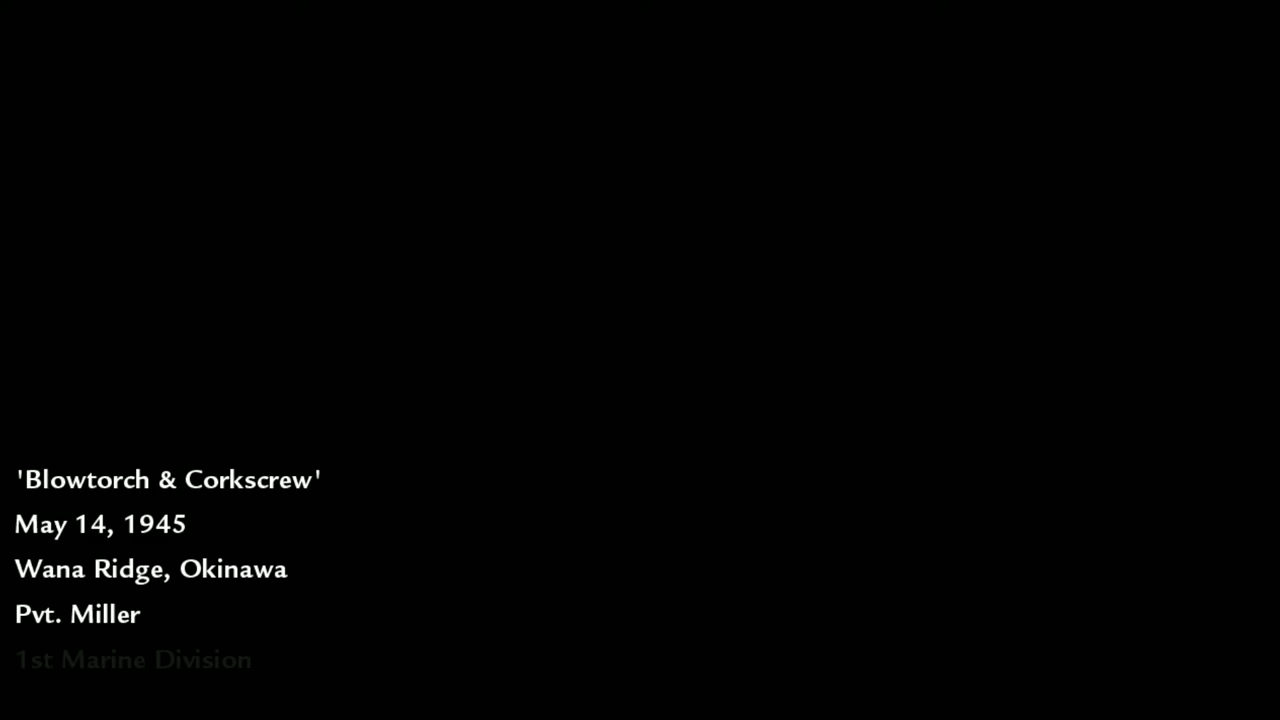 'Blowtorch & Corkscrew'
May 14, 1945
Wana Ridge, Okinawa
Pvt. Miller
1st Marine Division